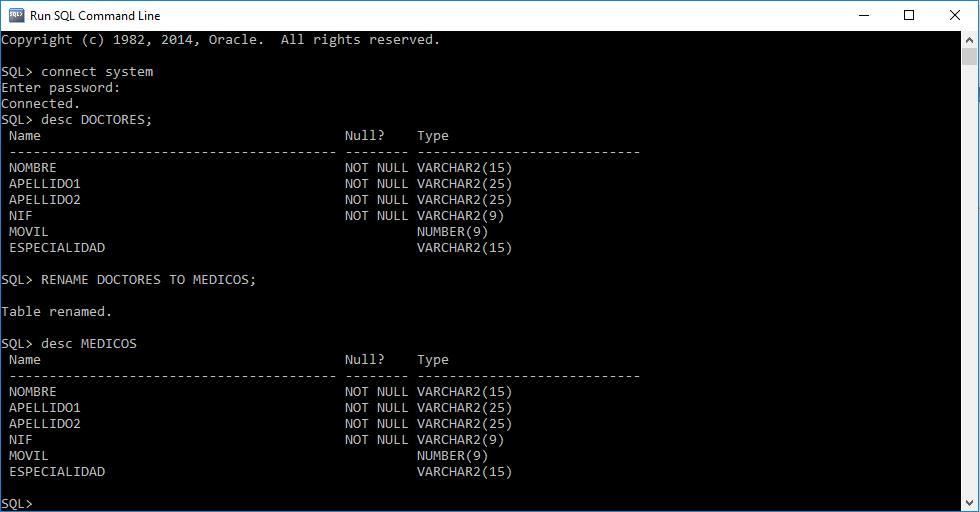 SQL> Run SQL Command Line
Copyright (c) 1982, 2014, Oracle.  All rights reserved.
SQL> connect system
Enter password:
Connected.
SQL> desc DOCTORES;
 Name                                      Null?    Type
 ----------------------------------------- -------- ----------------------------
 NOMBRE                                    NOT NULL VARCHAR2(15)
 APELLIDO1                                 NOT NULL VARCHAR2(25)
 APELLIDO2                                 NOT NULL VARCHAR2(25)
 NIF                                       NOT NULL VARCHAR2(9)
 MOVIL                                              NUMBER(9)
 ESPECIALIDAD                                       VARCHAR2(15)
SQL> RENAME DOCTORES TO MEDICOS;
Table renamed.
SQL> desc MEDICOS
 Name                                      Null?    Type
 ----------------------------------------- -------- ----------------------------
 NOMBRE                                    NOT NULL VARCHAR2(15)
 APELLIDO1                                 NOT NULL VARCHAR2(25)
 APELLIDO2                                 NOT NULL VARCHAR2(25)
 NIF                                       NOT NULL VARCHAR2(9)
 MOVIL                                              NUMBER(9)
 ESPECIALIDAD                                       VARCHAR2(15)
SQL>